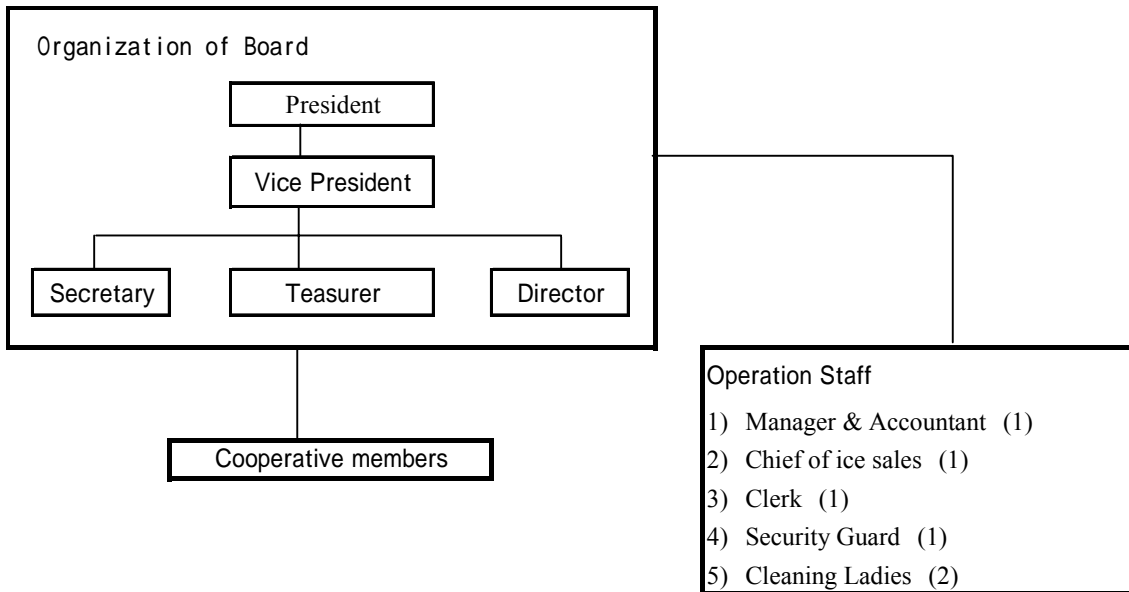 Organization of Board
President
Vice President
Secretary
Teasurer
Director
Cooperative members
Operation Staff
1) Manager & Accountant (1)
2) Chief of ice sales (1)
3) Clerk (1)
4) Security Guard (1)
5) Cleaning Ladies (2)